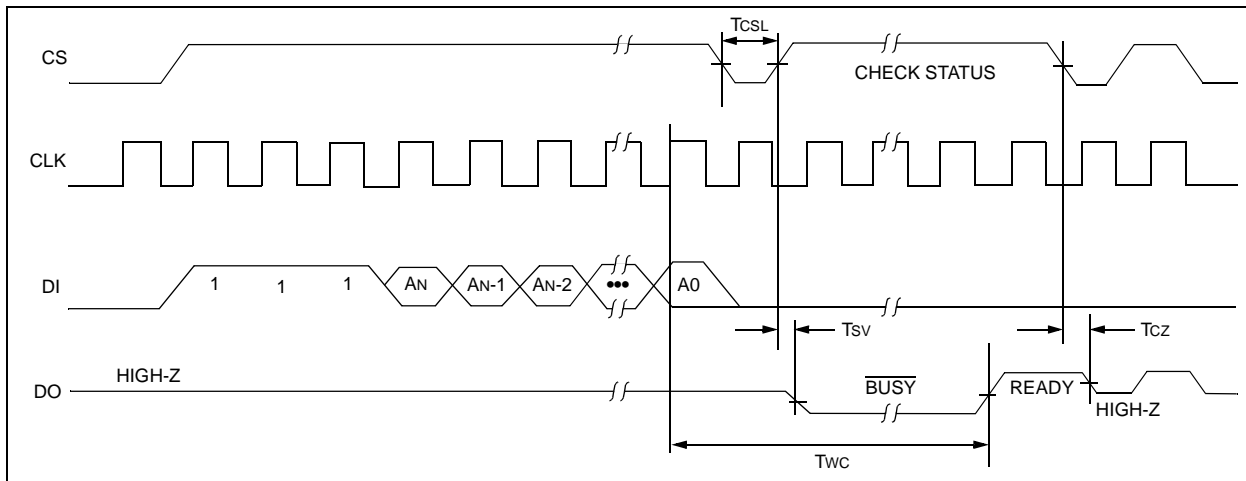 TCSL
CS
CHECK STATUS
CLK
DI
1 1 1 AN AN-1 AN-2 ••• A0
TSV
TCZ
DO
HIGH-Z
BUSY
READY
HIGH-Z
TWC